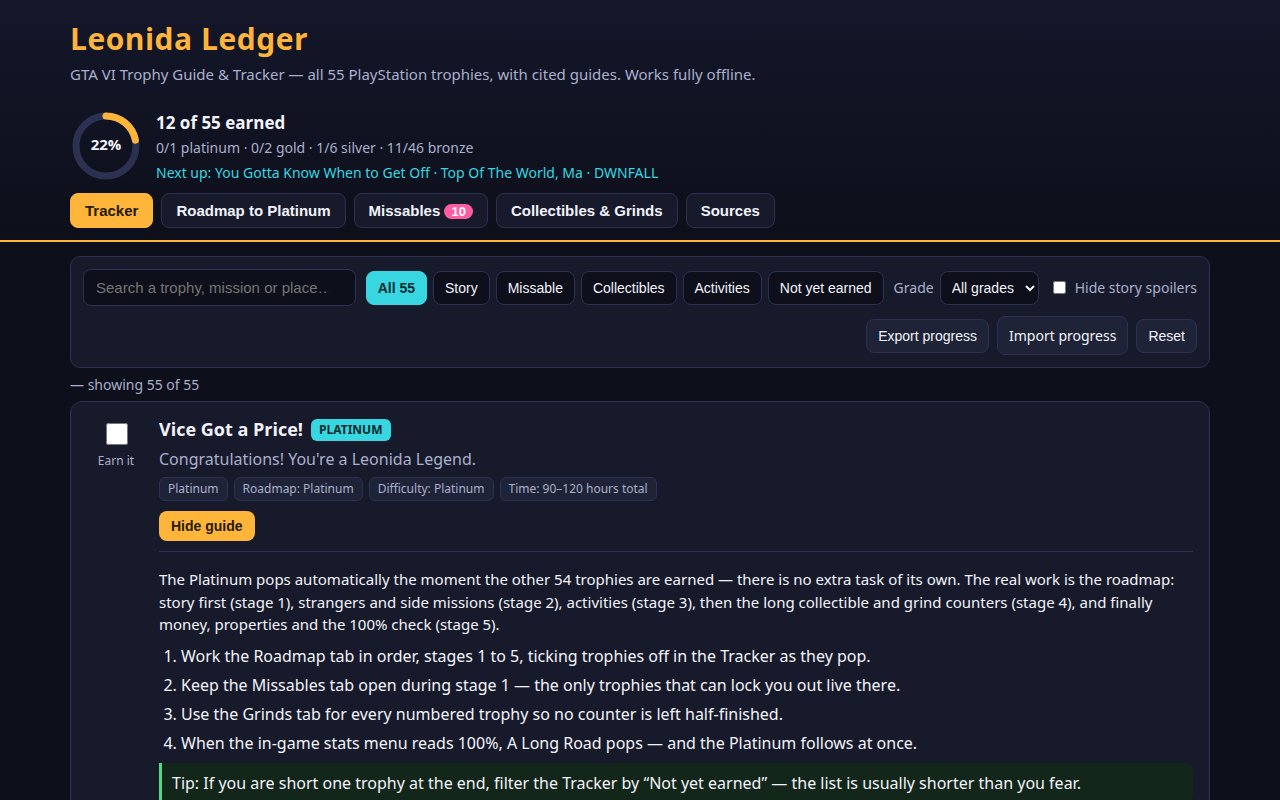 Leonida Ledger
GTA VI Trophy Guide & Tracker — all 55 PlayStation trophies, with cited guides. Works fully offline.
22%
12 of 55 earned
0/1 platinum · 0/2 gold · 1/6 silver · 11/46 bronze
Next up: You Gotta Know When to Get Off · Top Of The World, Ma · DWNFALL
Tracker Roadmap to Platinum Missables 10 Collectibles & Grinds Sources
Search a trophy, mission or place… All 55 Story Missable Collectibles Activities Not yet earned Grade All grades Hide story spoilers
Export progress Import progress Reset
— showing 55 of 55
Vice Got a Price! PLATINUM
Earn it
Congratulations! You're a Leonida Legend.
Platinum Roadmap: Platinum Difficulty: Platinum Time: 90–120 hours total
Hide guide
The Platinum pops automatically the moment the other 54 trophies are earned — there is no extra task of its own. The real work is the roadmap:
story first (stage 1), strangers and side missions (stage 2), activities (stage 3), then the long collectible and grind counters (stage 4), and finally
money, properties and the 100% check (stage 5).
1. Work the Roadmap tab in order, stages 1 to 5, ticking trophies off in the Tracker as they pop.
2. Keep the Missables tab open during stage 1 — the only trophies that can lock you out live there.
3. Use the Grinds tab for every numbered trophy so no counter is left half-finished.
4. When the in-game stats menu reads 100%, A Long Road pops — and the Platinum follows at once.
Tip: If you are short one trophy at the end, filter the Tracker by “Not yet earned” — the list is usually shorter than you fear.